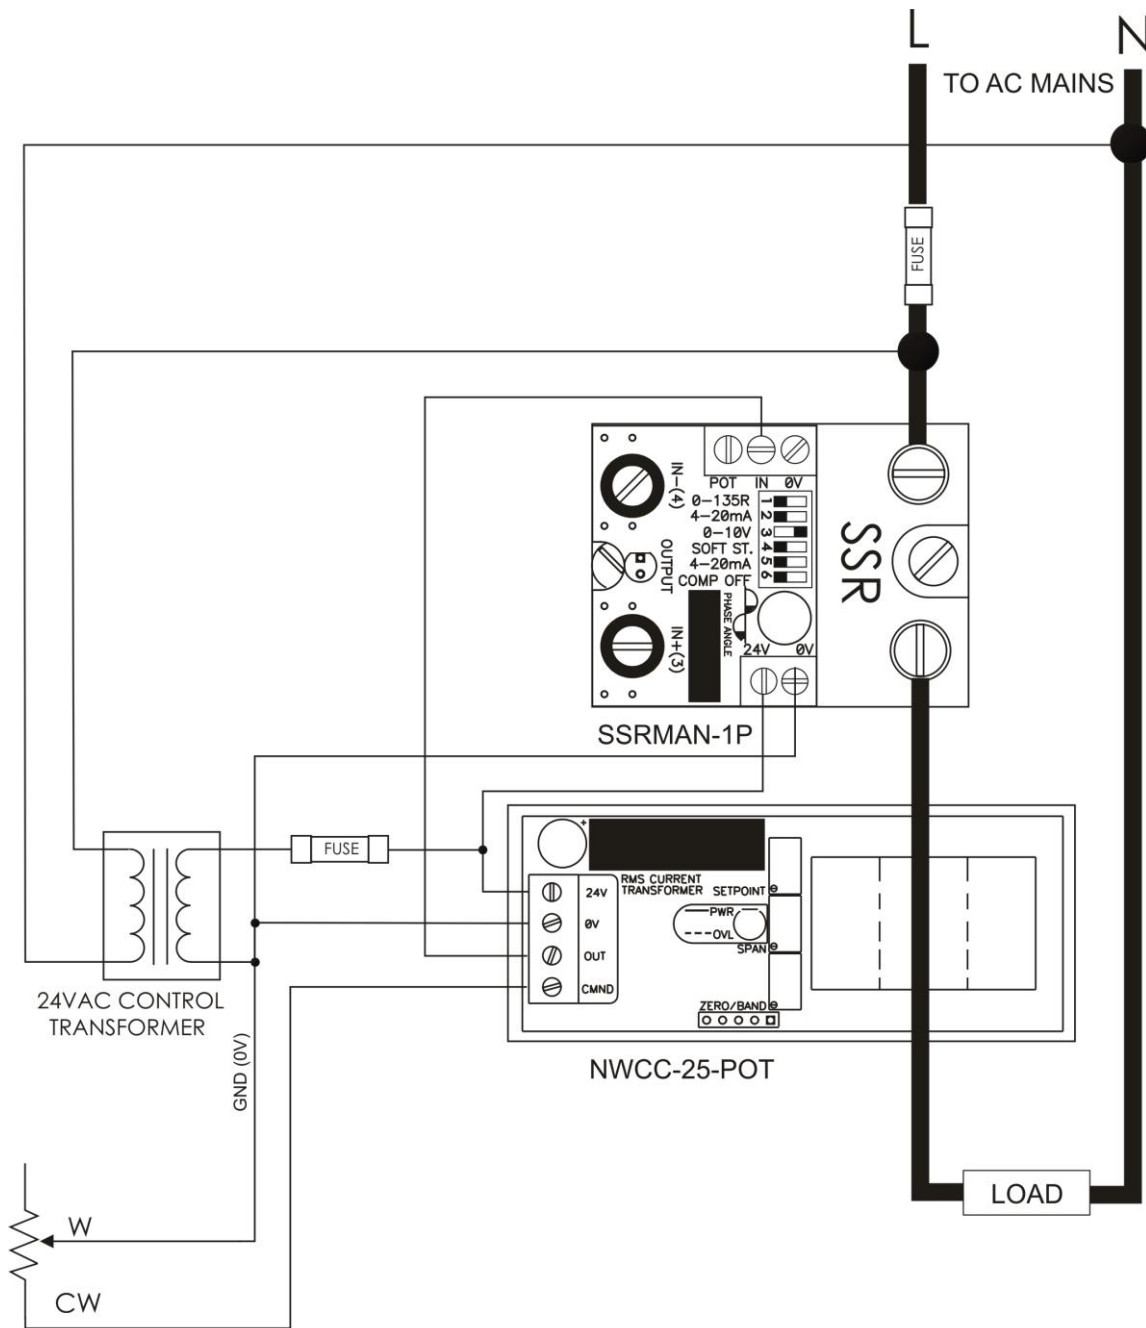 L
N
TO AC MAINS
FUSE
IN-(4)
POT IN 0V
0-135R 1
4-20mA 2
0-10V 3
SOFT ST. 4
4-20mA 5
COMP OFF 6
OUTPUT
PHASE ANGLE
IN+(3)
24V 0V
SSR
SSRMAN-1P
FUSE
24VAC CONTROL
TRANSFORMER
+
RMS CURRENT
TRANSFORMER
SETPOINT
24V
0V
OUT
CMND
PWR
OVL
SPAN
ZERO/BAND
NWCC-25-POT
GND (0V)
LOAD
W
CW